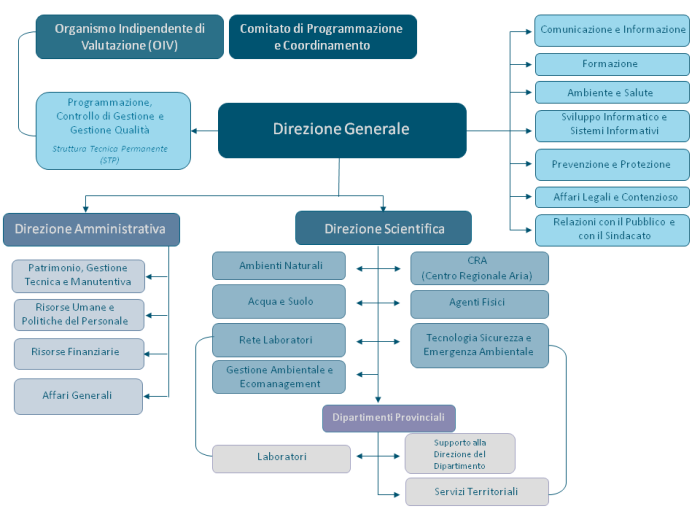 Organismo Indipendente di
Valutazione (OIV)
Comitato di Programmazione
e Coordinamento
Comunicazione e Informazione
Formazione
Ambiente e Salute
Sviluppo Informatico e
Sistemi Informativi
Prevenzione e Protezione
Affari Legali e Contenzioso
Relazioni con il Pubblico e
con il Sindacato
Programmazione,
Controllo di Gestione e
Gestione Qualità
Struttura Tecnica Permanente
(STP)
Direzione Generale
Direzione Amministrativa
Direzione Scientifica
Patrimonio, Gestione
Tecnica e Manutentiva
Risorse Umane e
Politiche del Personale
Risorse Finanziarie
Affari Generali
Ambienti Naturali
CRA
(Centro Regionale Aria)
Acqua e Suolo
Agenti Fisici
Rete Laboratori
Tecnologia Sicurezza e
Emergenza Ambientale
Gestione Ambientale e
Ecomanagement
Dipartimenti Provinciali
Laboratori
Supporto alla
Direzione del
Dipartimento
Servizi Territoriali